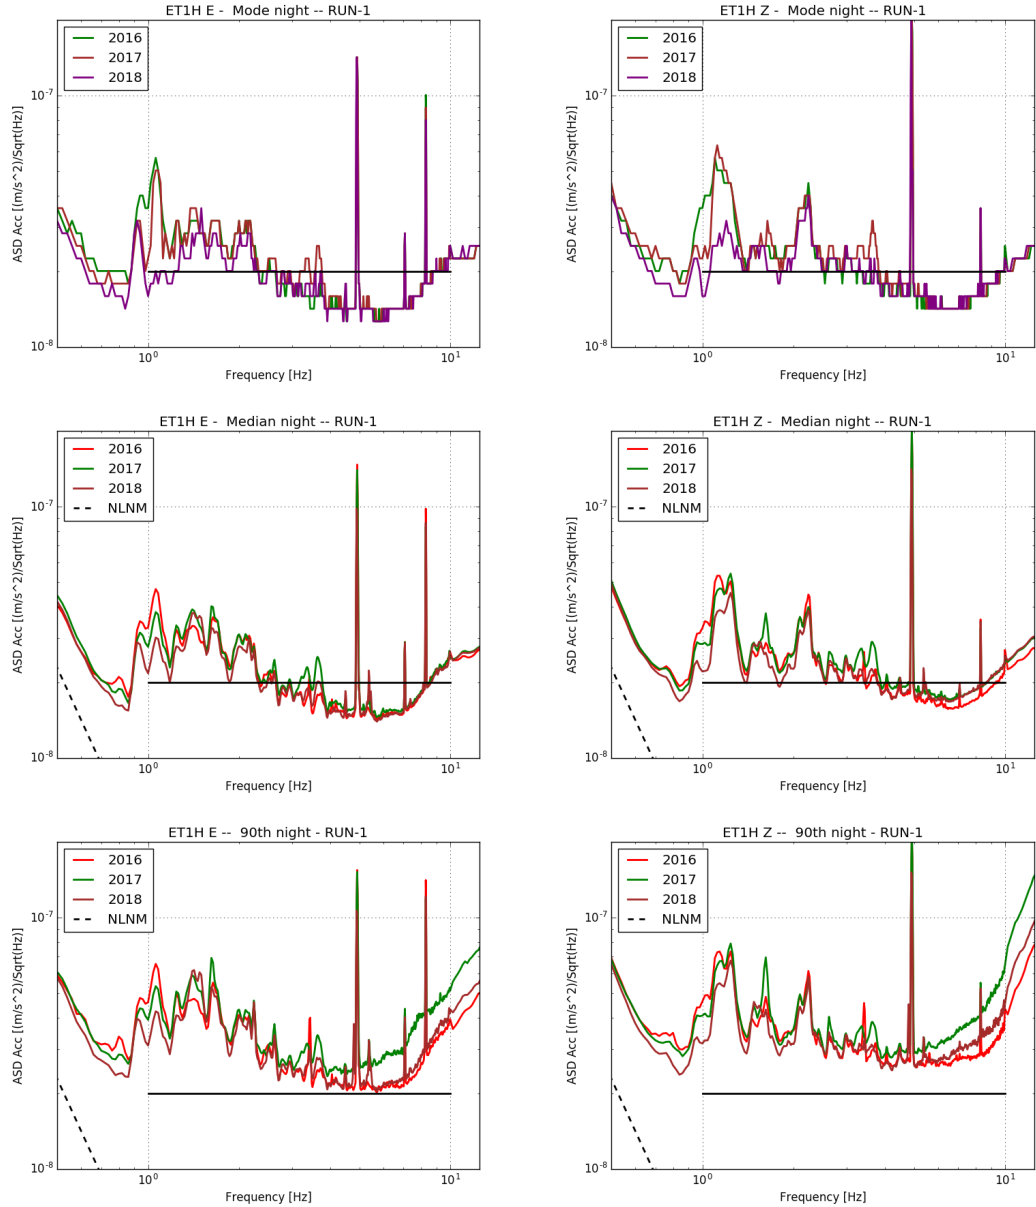 ET1H E -  Mode night -- RUN-1
2016
2017
2018
10^-7
10^-8
ASD Acc [(m/s^2)/Sqrt(Hz)]
10^0
10^1
Frequency [Hz]
ET1H Z -  Mode night -- RUN-1
2016
2017
2018
10^-7
10^-8
ASD Acc [(m/s^2)/Sqrt(Hz)]
10^0
10^1
Frequency [Hz]
ET1H E -  Median night -- RUN-1
2016
2017
2018
NLNM
10^-7
10^-8
ASD Acc [(m/s^2)/Sqrt(Hz)]
10^0
10^1
Frequency [Hz]
ET1H Z -  Median night -- RUN-1
2016
2017
2018
NLNM
10^-7
10^-8
ASD Acc [(m/s^2)/Sqrt(Hz)]
10^0
10^1
Frequency [Hz]
ET1H E --  90th night - RUN-1
2016
2017
2018
NLNM
10^-7
10^-8
ASD Acc [(m/s^2)/Sqrt(Hz)]
10^0
10^1
Frequency [Hz]
ET1H Z --  90th night - RUN-1
2016
2017
2018
NLNM
10^-7
10^-8
ASD Acc [(m/s^2)/Sqrt(Hz)]
10^0
10^1
Frequency [Hz]